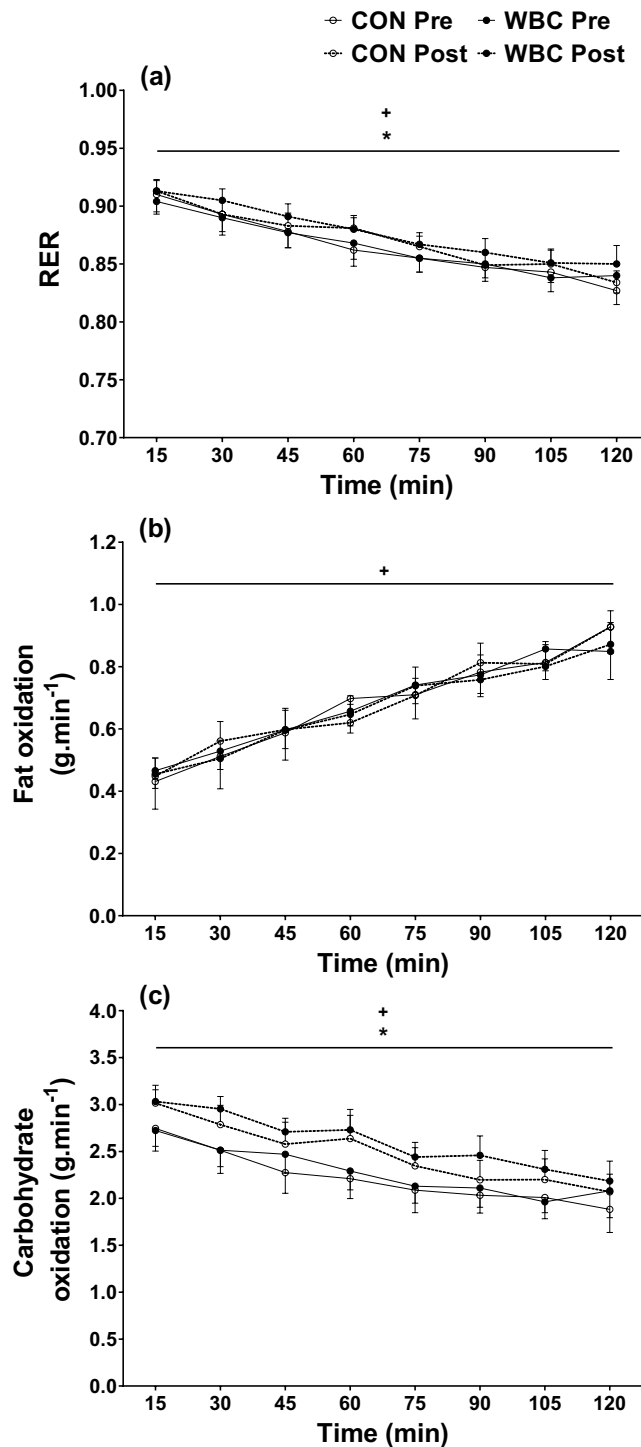 CON Pre WBC Pre
CON Post WBC Post
(a)
+
*
1.00
0.95
0.90
0.85
0.80
0.75
0.70
RER
15 30 45 60 75 90 105 120
Time (min)
(b)
+
1.2
1.0
0.8
0.6
0.4
0.2
0.0
Fat oxidation
(g.min⁻¹)
15 30 45 60 75 90 105 120
Time (min)
(c)
+
*
4.0
3.5
3.0
2.5
2.0
1.5
1.0
0.5
0.0
Carbohydrate
oxidation (g.min⁻¹)
15 30 45 60 75 90 105 120
Time (min)